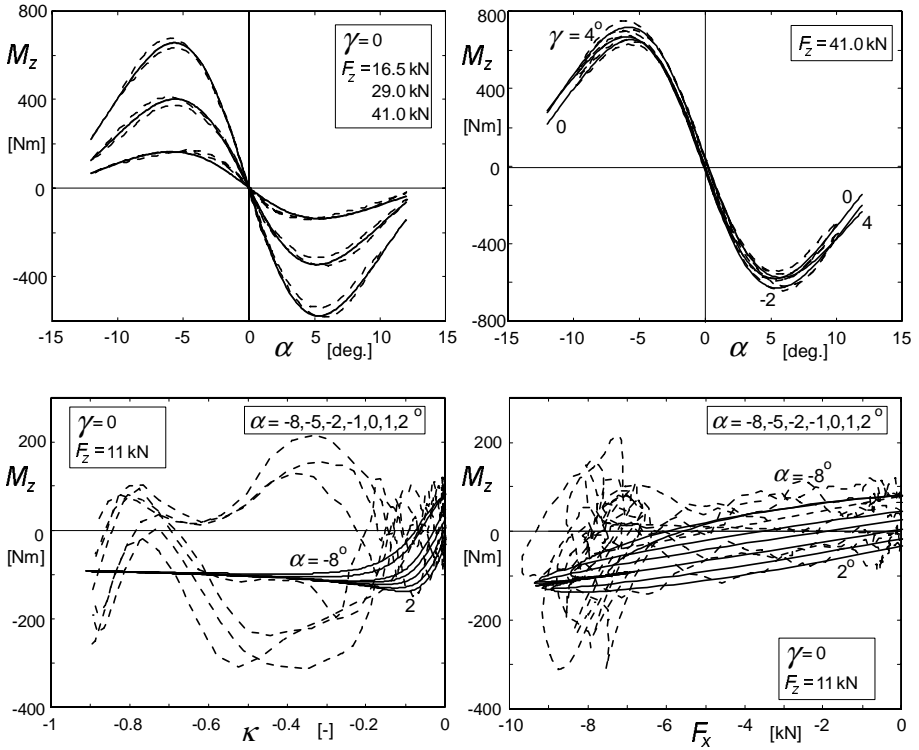 800
M_z
400
[Nm]
0
-400
γ = 0
F_z = 16.5 kN
29.0 kN
41.0 kN
-15
-10
-5
0
5
10
15
α
[deg.]
800
M_z
400
[Nm]
0
-400
-800
γ = 4°
F_z = 41.0 kN
0
0
4
-2
-15
-10
-5
0
5
10
15
α
[deg.]
200
M_z
0
[Nm]
-200
-400
γ = 0
F_z = 11 kN
α = -8,-5,-2,-1,0,1,2°
α = -8°
2
-1
-0.8
-0.6
-0.4
-0.2
0
κ
[-]
200
M_z
0
[Nm]
-200
-400
α = -8,-5,-2,-1,0,1,2°
α = -8°
2°
γ = 0
F_z = 11 kN
-10
-8
-6
-4
-2
0
F_x
[kN]